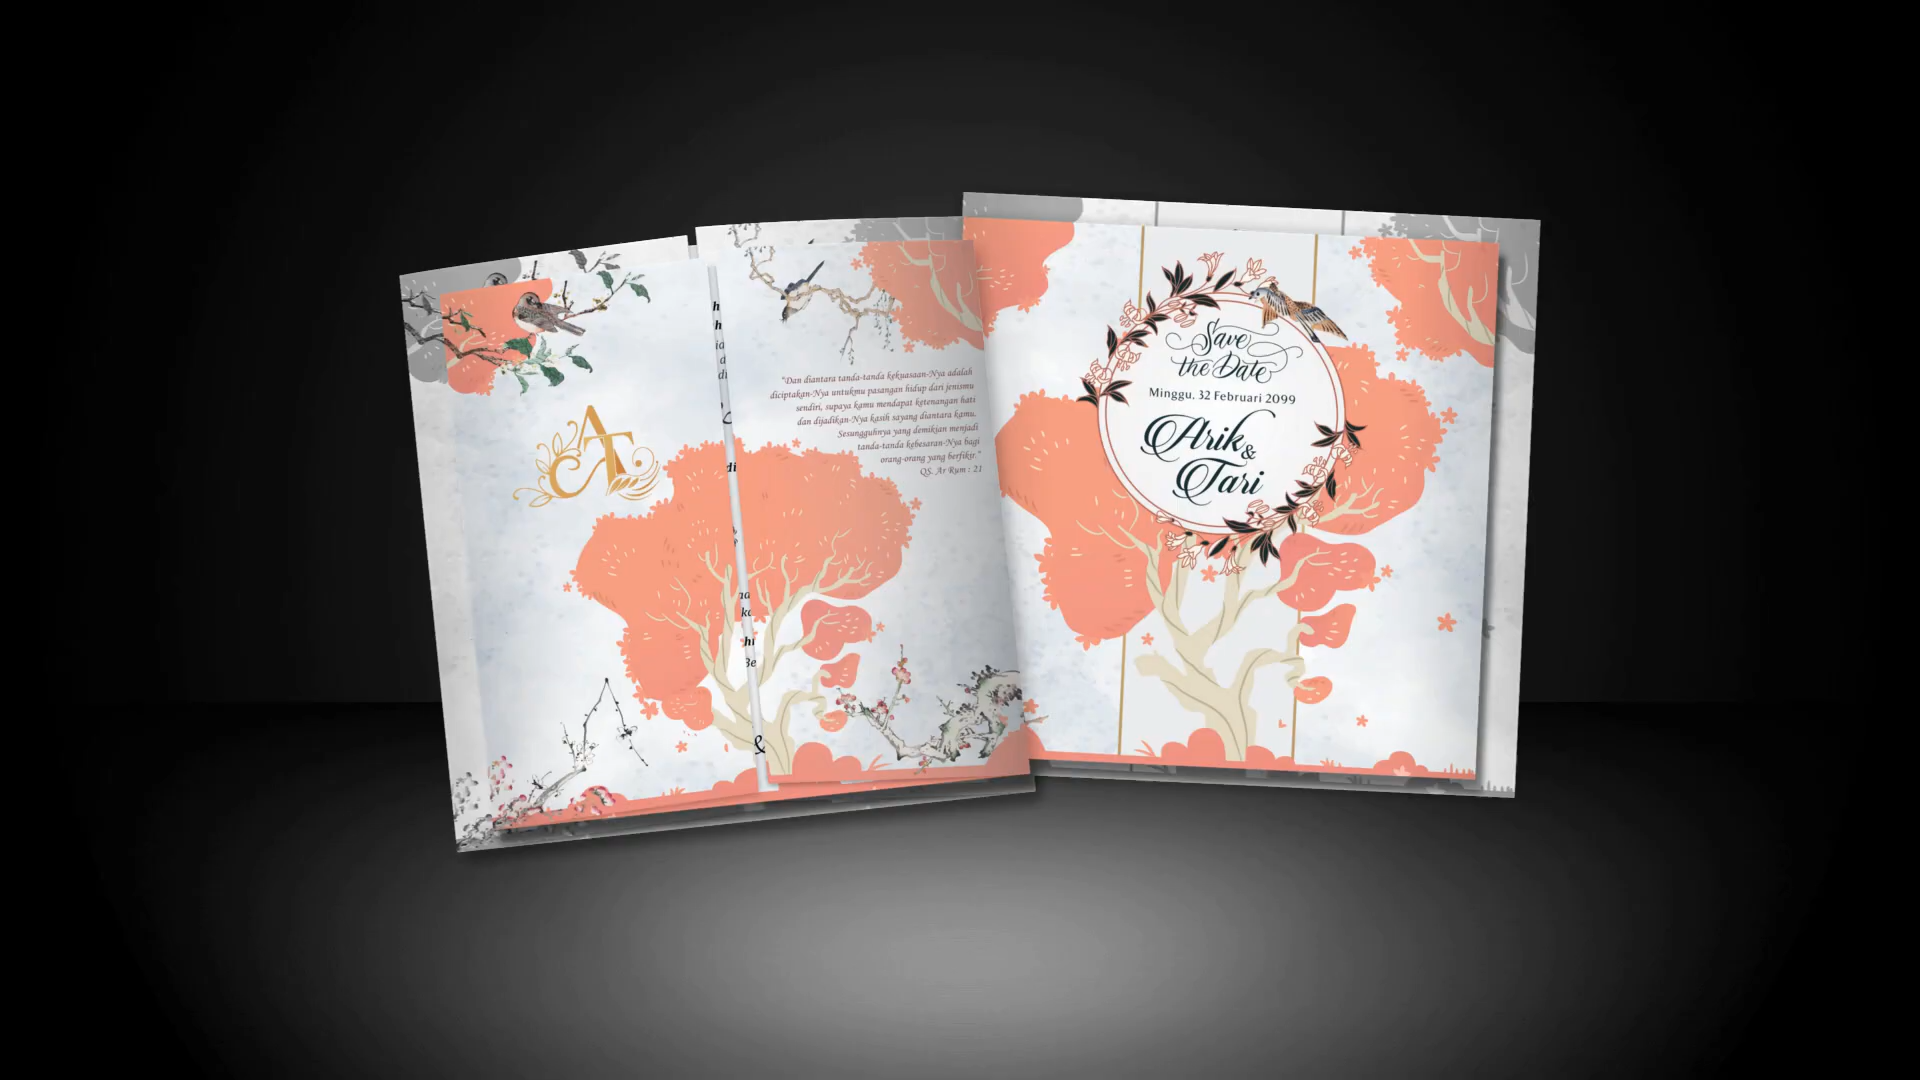 AT
"Dan diantara tanda-tanda kekuasaan-Nya adalah
diciptakan-Nya untukmu pasangan hidup dari jenismu
sendiri, supaya kamu mendapat ketenangan hati
dan dijadikan-Nya kasih sayang diantara kamu,
Sesungguhnya yang demikian menjadi
tanda-tanda kebesaran-Nya bagi
orang-orang yang berfikir."
QS. Ar Rum : 21
Save
the Date
Minggu, 32 Februari 2099
Arik
&
Tari